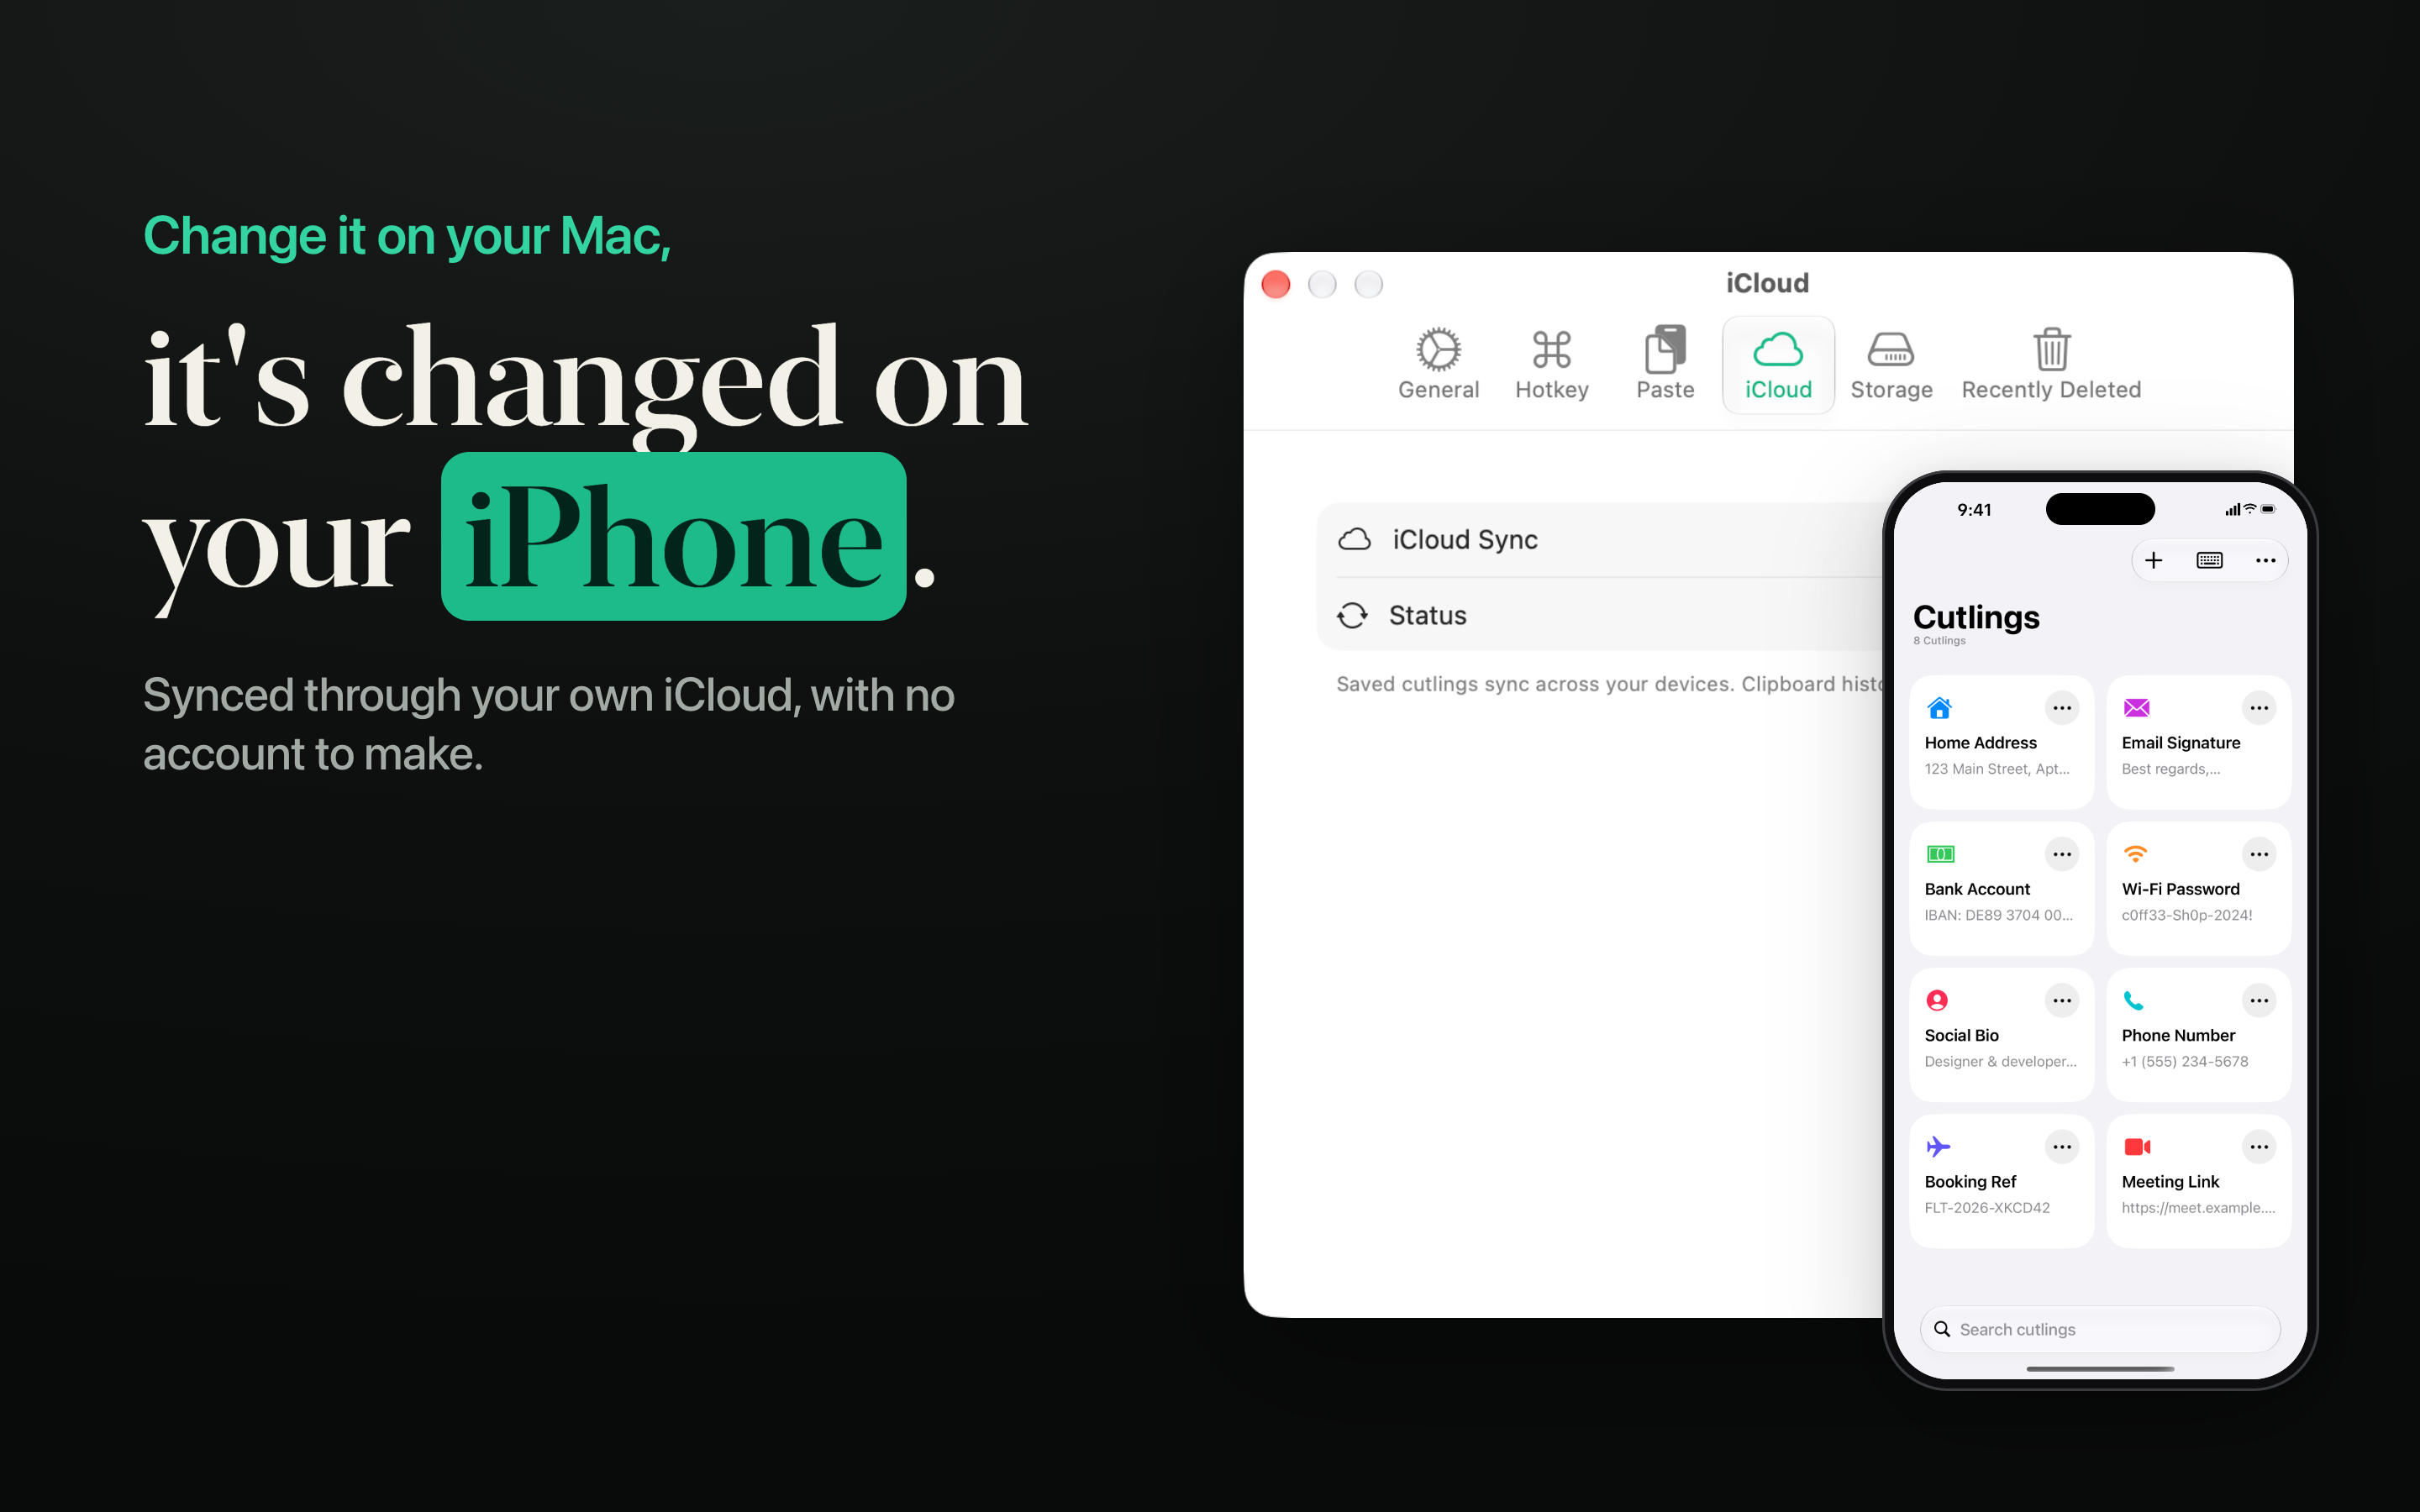 Change it on your Mac,
it's changed on
your iPhone.
Synced through your own iCloud, with no
account to make.
iCloud
General
Hotkey
Paste
iCloud
Storage
Recently Deleted
iCloud Sync
Status
Saved cutlings sync across your devices. Clipboard
9:41
Cutlings
8 Cutlings
Home Address
123 Main Street, Apt...
Email Signature
Best regards,...
Bank Account
IBAN: DE89 3704 00...
Wi-Fi Password
c0ff33-Sh0p-2024!
Social Bio
Designer & developer...
Phone Number
+1 (555) 234-5678
Booking Ref
FLT-2026-XKCD42
Meeting Link
https://meet.example....
Search cutlings